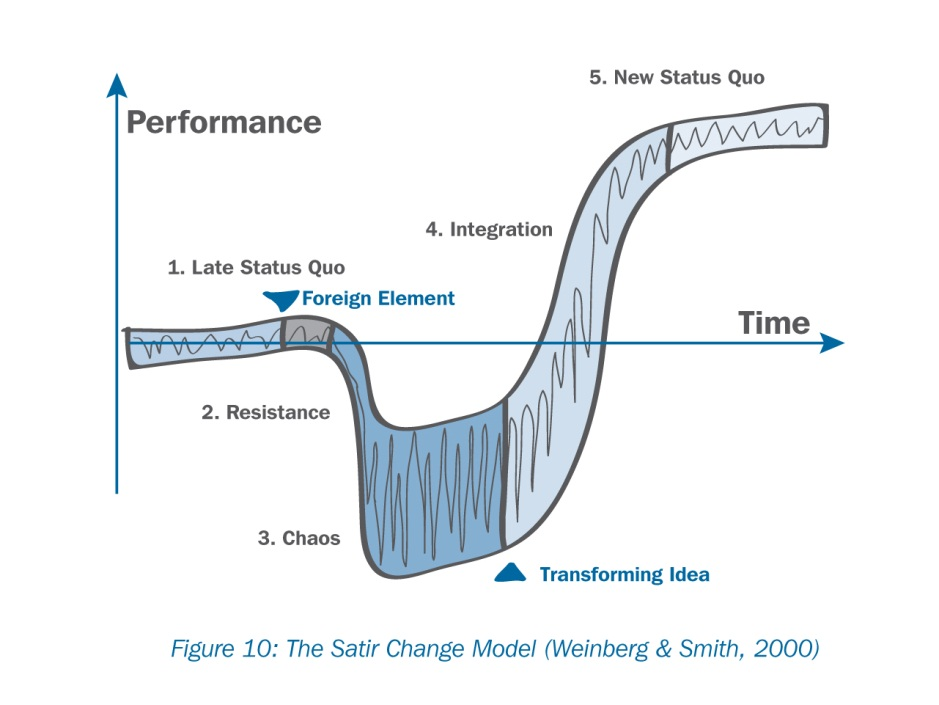 5. New Status Quo
Performance
4. Integration
1. Late Status Quo
Foreign Element
Time
2. Resistance
3. Chaos
Transforming Idea
Figure 10: The Satir Change Model (Weinberg & Smith, 2000)